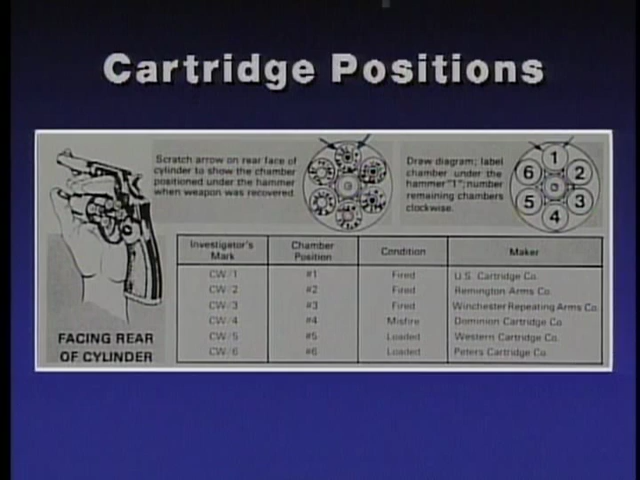 Cartridge Positions
Scratch arrow on rear face of
cylinder to show the chamber
positioned under the hammer
when weapon was recovered.
Draw diagram; label
chamber under the
hammer "1"; number
remaining chambers
clockwise.
1
6 2
5 3
4
FACING REAR
OF CYLINDER
Investigator's Mark Chamber Position Condition Maker
CW/1 #1 Fired U.S. Cartridge Co.
CW/2 #2 Fired Remington Arms Co.
CW/3 #3 Fired Winchester Repeating Arms Co.
CW/4 #4 Misfire Dominion Cartridge Co.
CW/5 #5 Loaded Western Cartridge Co.
CW/6 #6 Loaded Peters Cartridge Co.